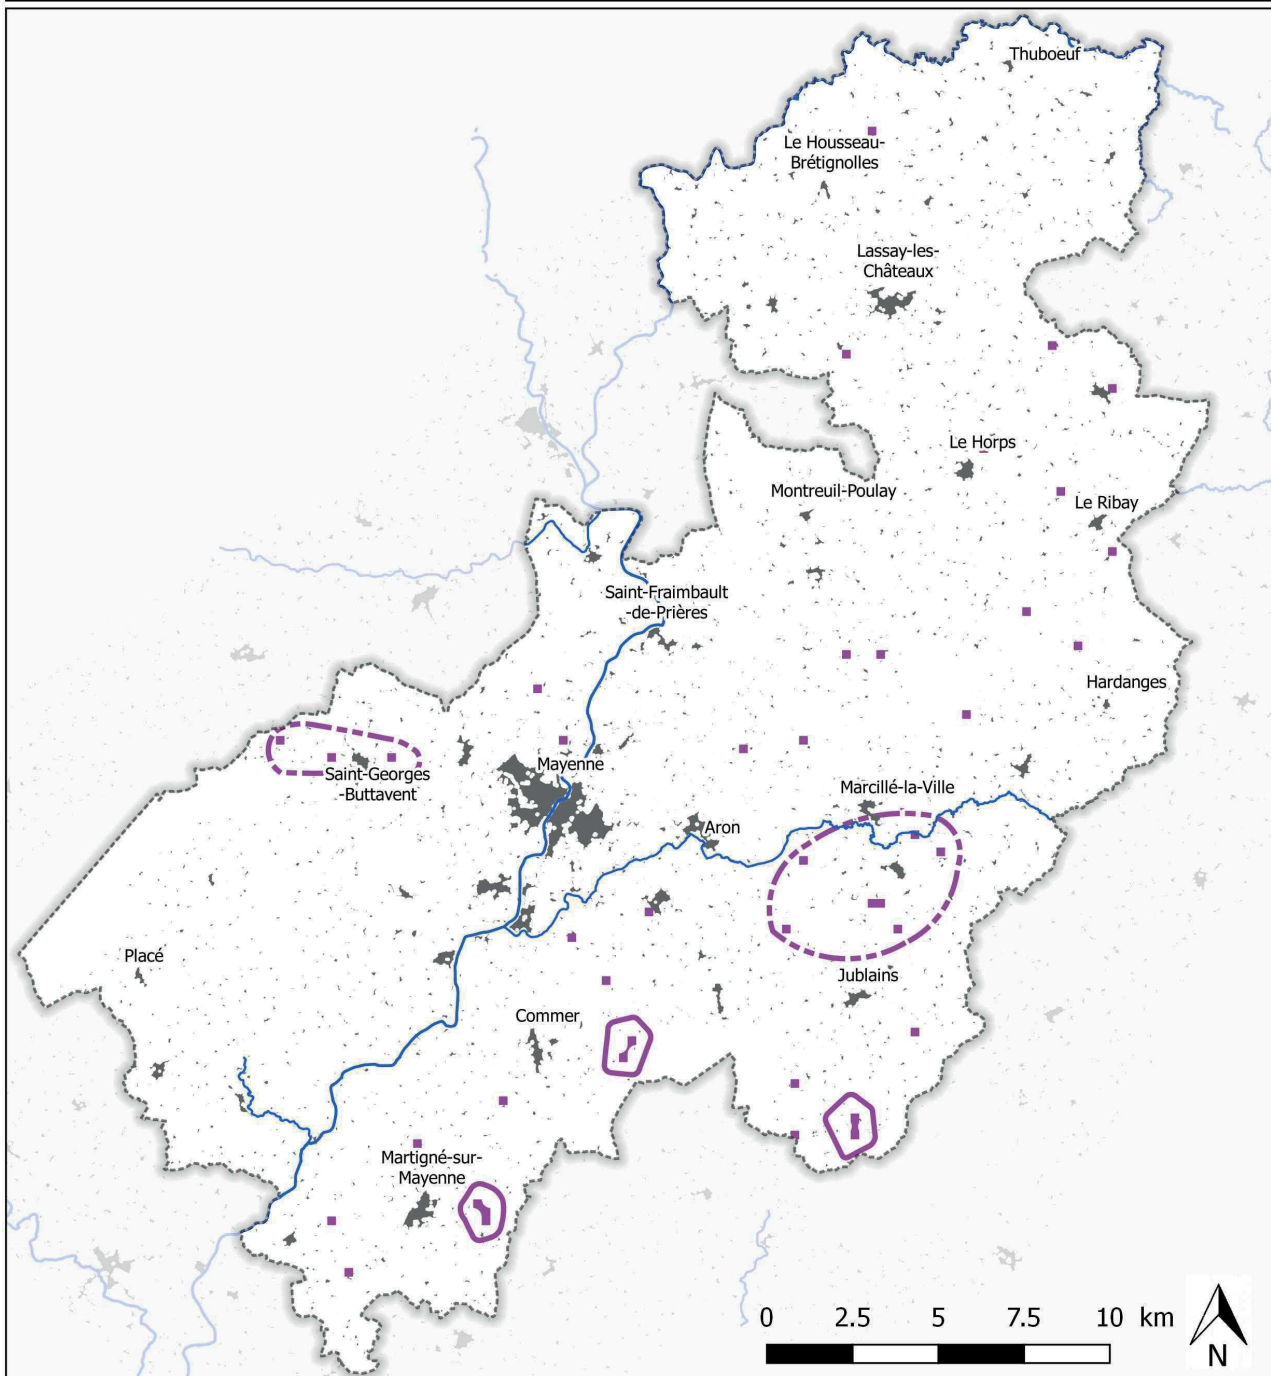 Thuboeuf
Le Housseau-
Brétignolles
Lassay-les-
Châteaux
Le Horps
Montreuil-Poulay
Le Ribay
Saint-Fraimbault
-de-Prières
Hardanges
Mayenne
Saint-Georges
-Buttavent
Marcillé-la-Ville
Aron
Placé
Jublains
Commer
Martigné-sur-
Mayenne
0 2.5 5 7.5 10 km
N